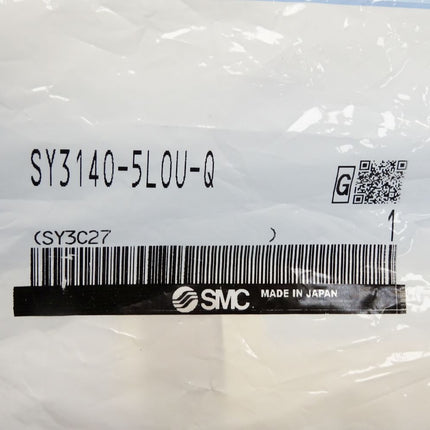 SY3140-5LOU-Q
G
1
(SY3C27 )
SMC MADE IN JAPAN